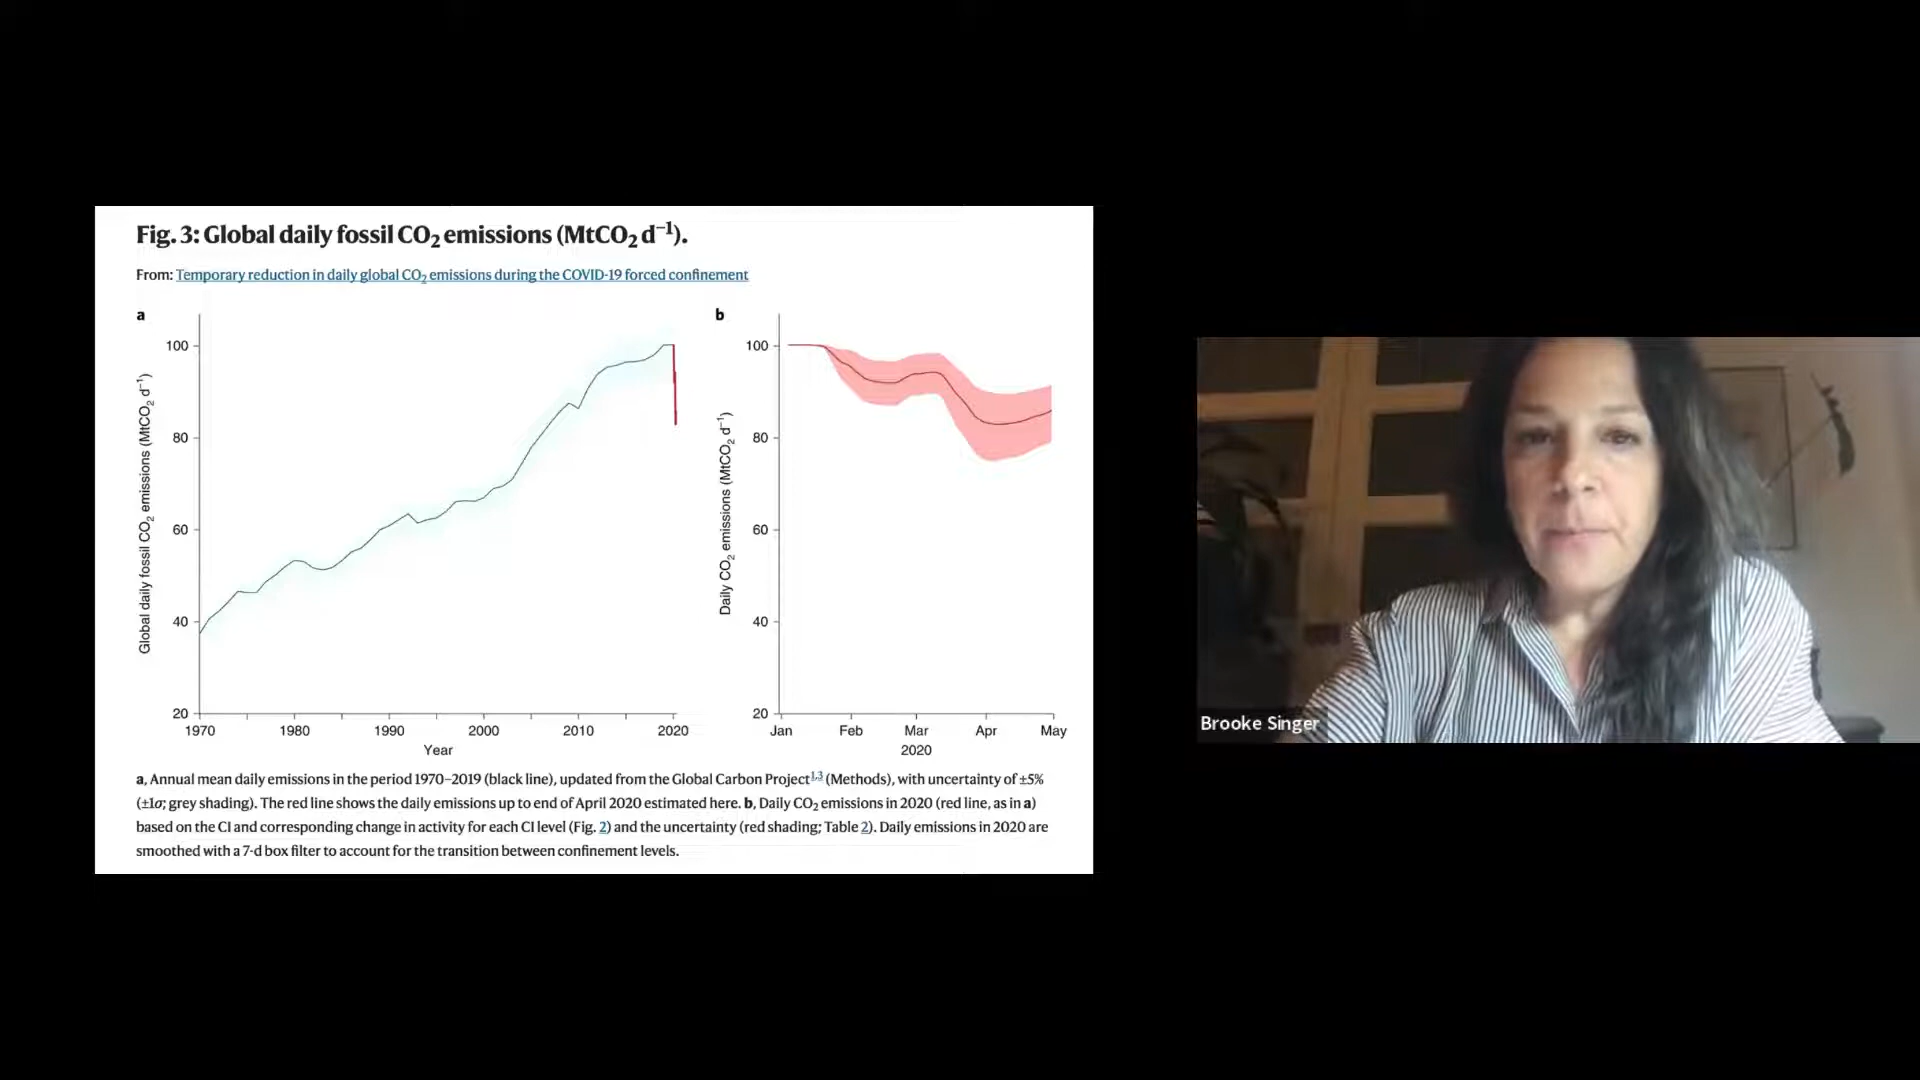 Fig. 3: Global daily fossil CO₂ emissions (MtCO₂ d⁻¹).
From: Temporary reduction in daily global CO₂ emissions during the COVID-19 forced confinement
a
Global daily fossil CO₂ emissions (MtCO₂ d⁻¹)
100
80
60
40
20
1970
1980
1990
2000
2010
2020
Year
b
Daily CO₂ emissions (MtCO₂ d⁻¹)
100
80
60
40
20
Jan
Feb
Mar
Apr
May
2020
a, Annual mean daily emissions in the period 1970–2019 (black line), updated from the Global Carbon Project¹,³ (Methods), with uncertainty of ±5%
(±1σ; grey shading). The red line shows the daily emissions up to end of April 2020 estimated here. b, Daily CO₂ emissions in 2020 (red line, as in a)
based on the CI and corresponding change in activity for each CI level (Fig. 2) and the uncertainty (red shading; Table 2). Daily emissions in 2020 are
smoothed with a 7-d box filter to account for the transition between confinement levels.
Brooke Singer